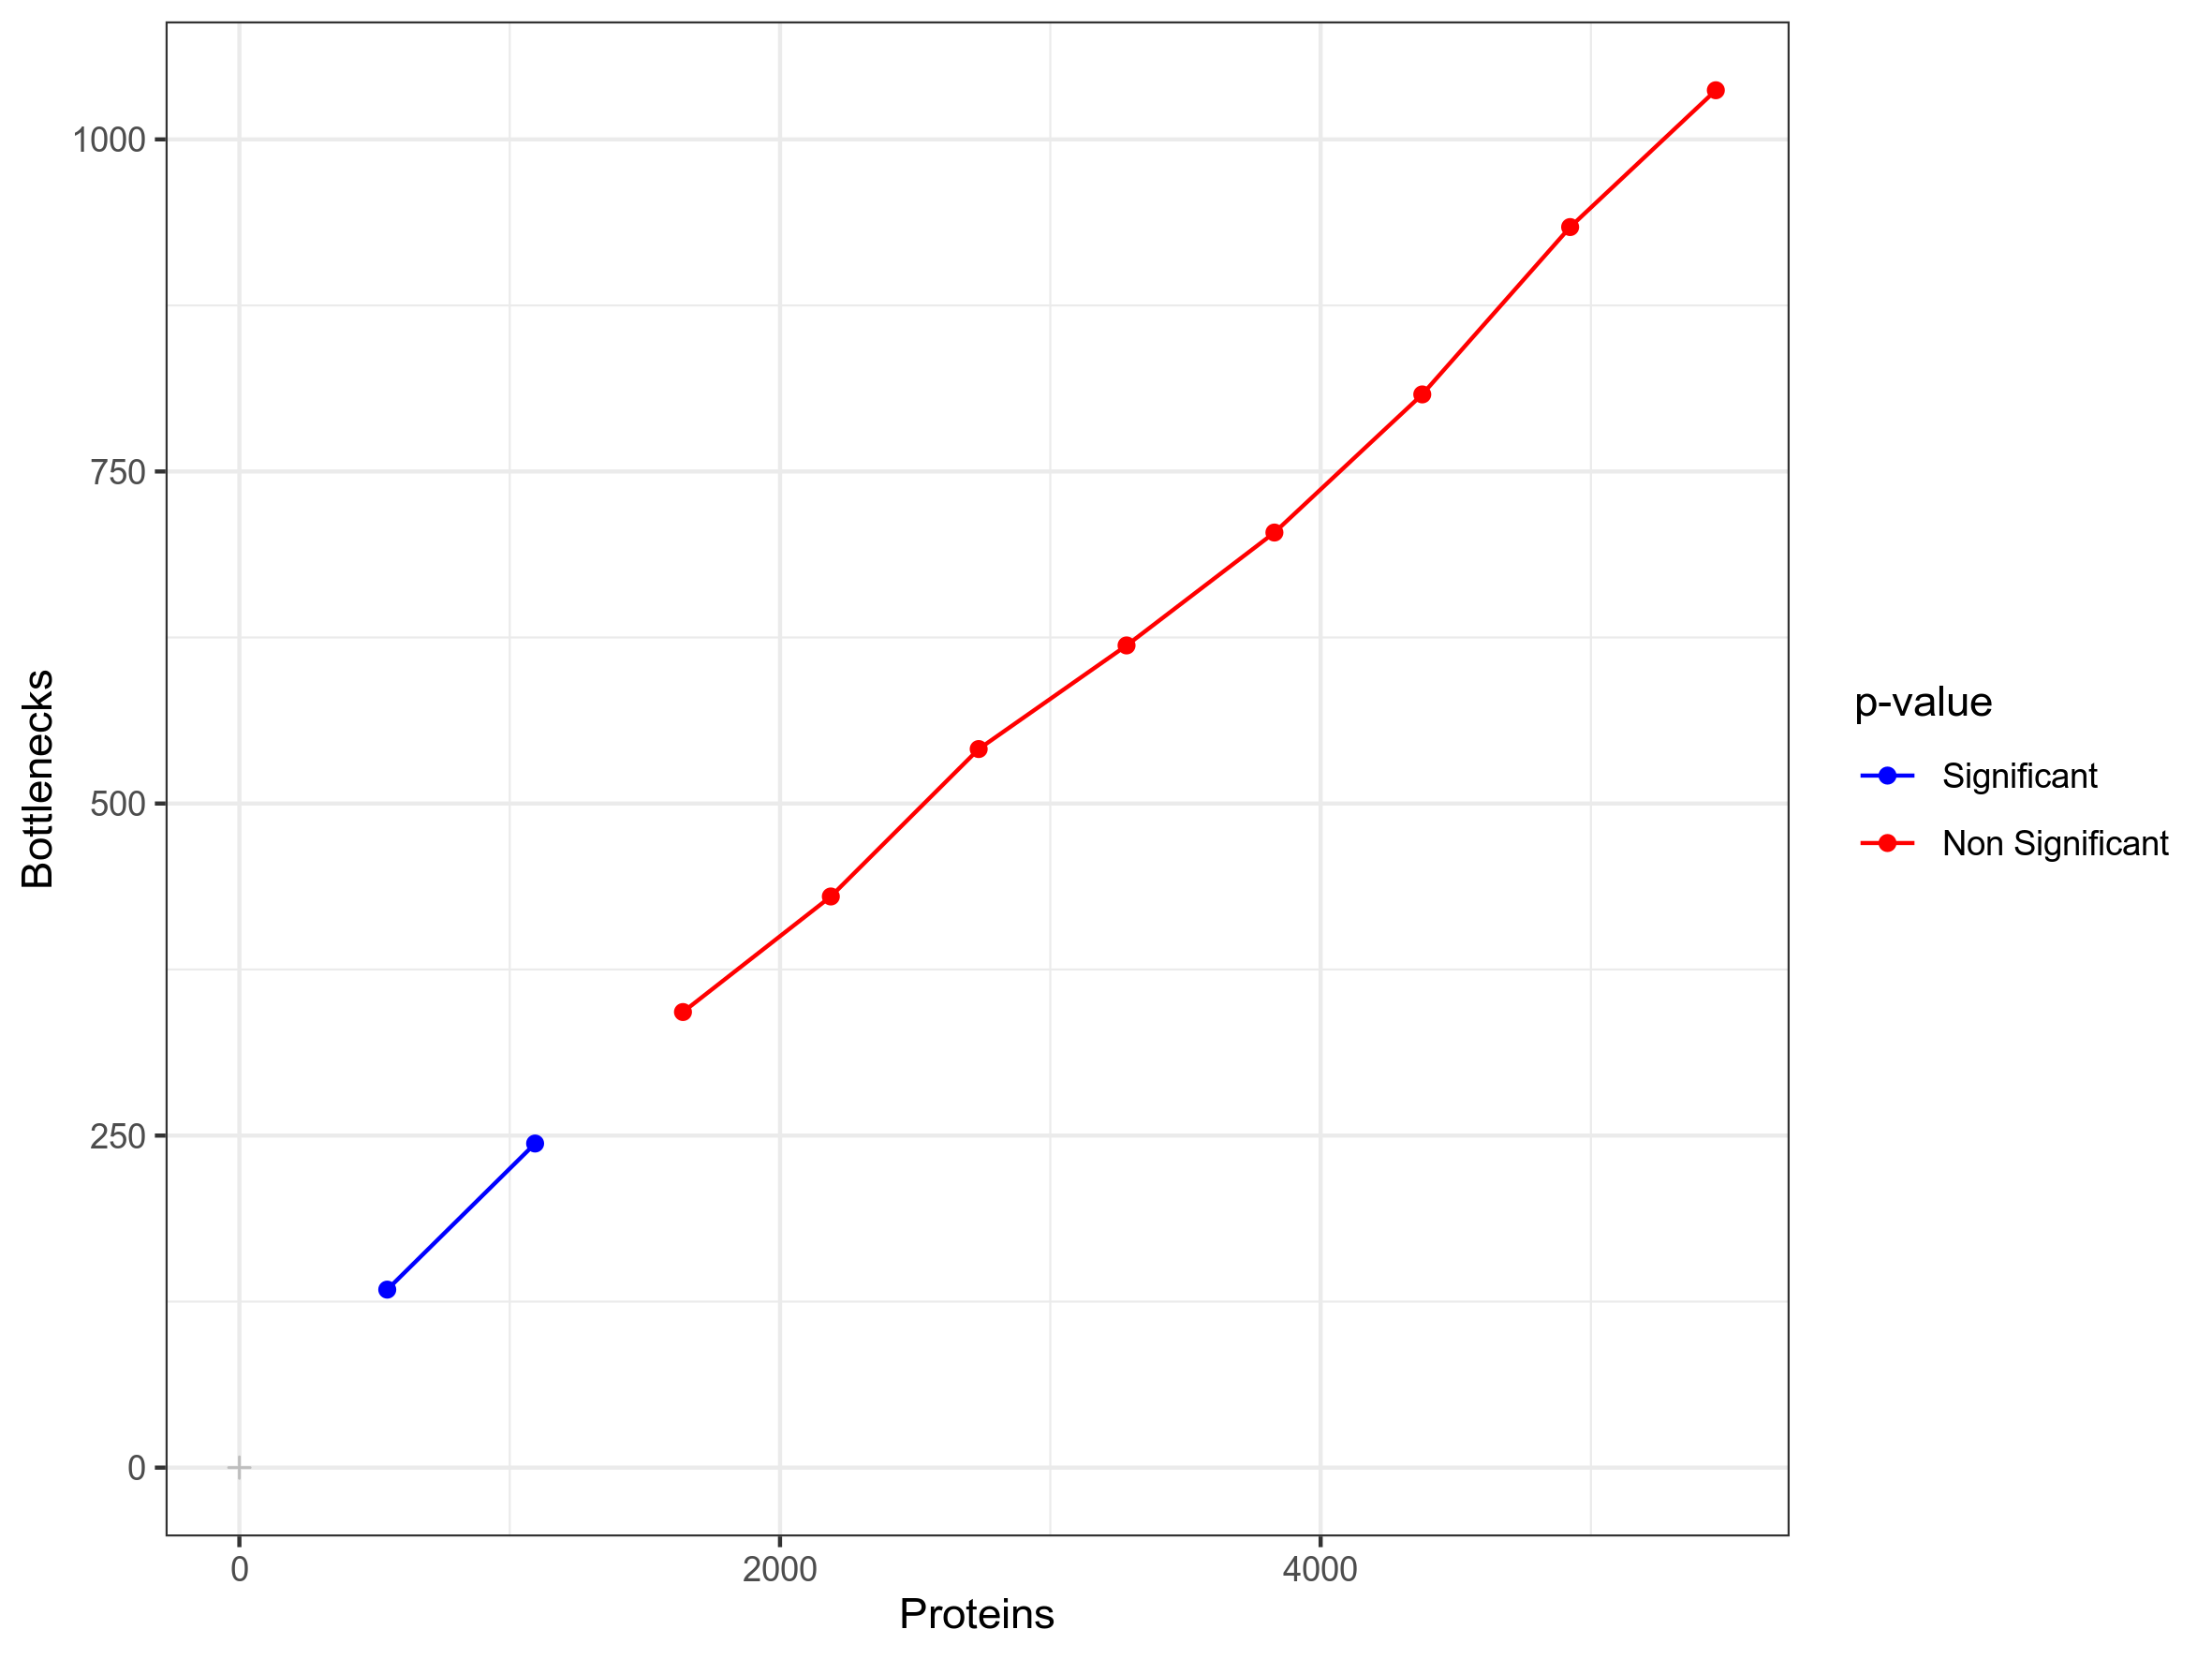 1000
750
500
250
0
Bottlenecks
0 2000 4000
Proteins
p-value
Significant
Non Significant